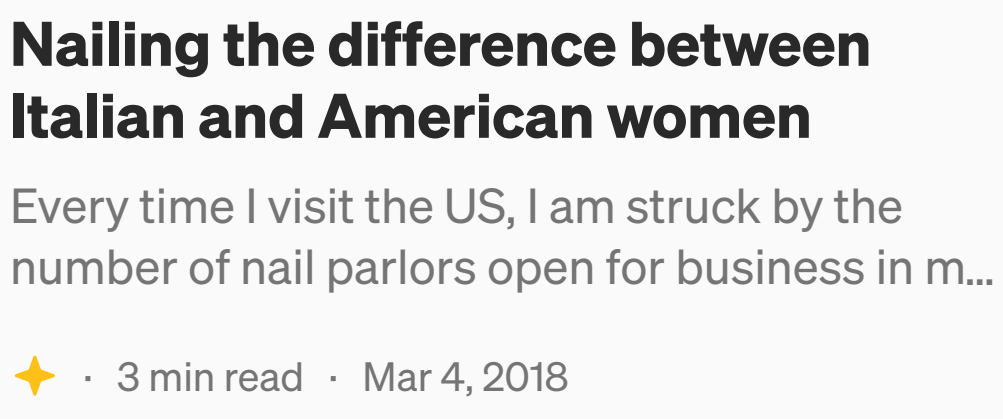 Nailing the difference between
Italian and American women
Every time I visit the US, I am struck by the
number of nail parlors open for business in m...
· 3 min read · Mar 4, 2018